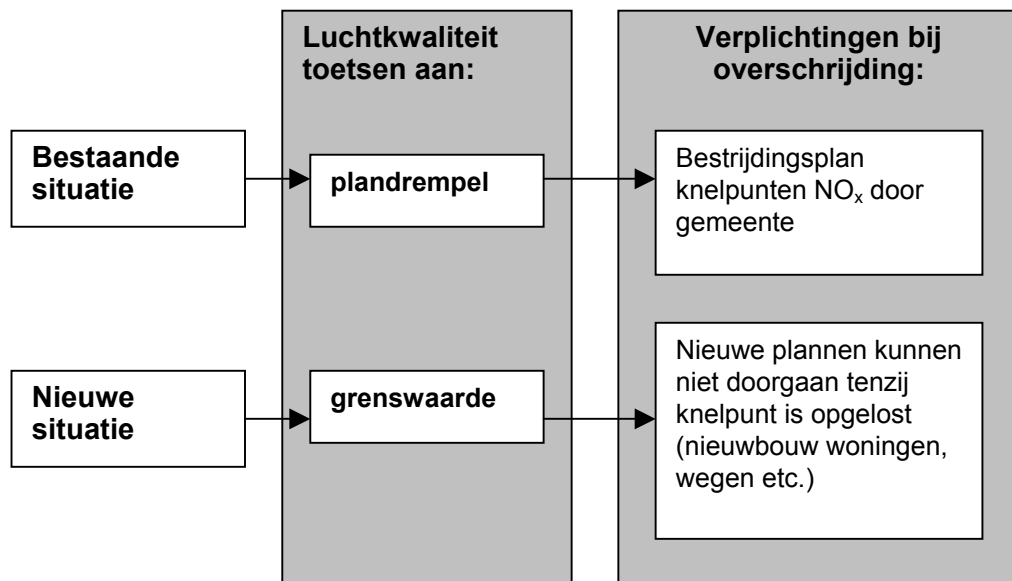 Luchtkwaliteit
toetsen aan:
Verplichtingen bij
overschrijding:
Bestaande
situatie
plandrempel
Bestrijdingsplan
knelpunten NOx door
gemeente
Nieuwe
situatie
grenswaarde
Nieuwe plannen kunnen
niet doorgaan tenzij
knelpunt is opgelost
(nieuwbouw woningen,
wegen etc.)